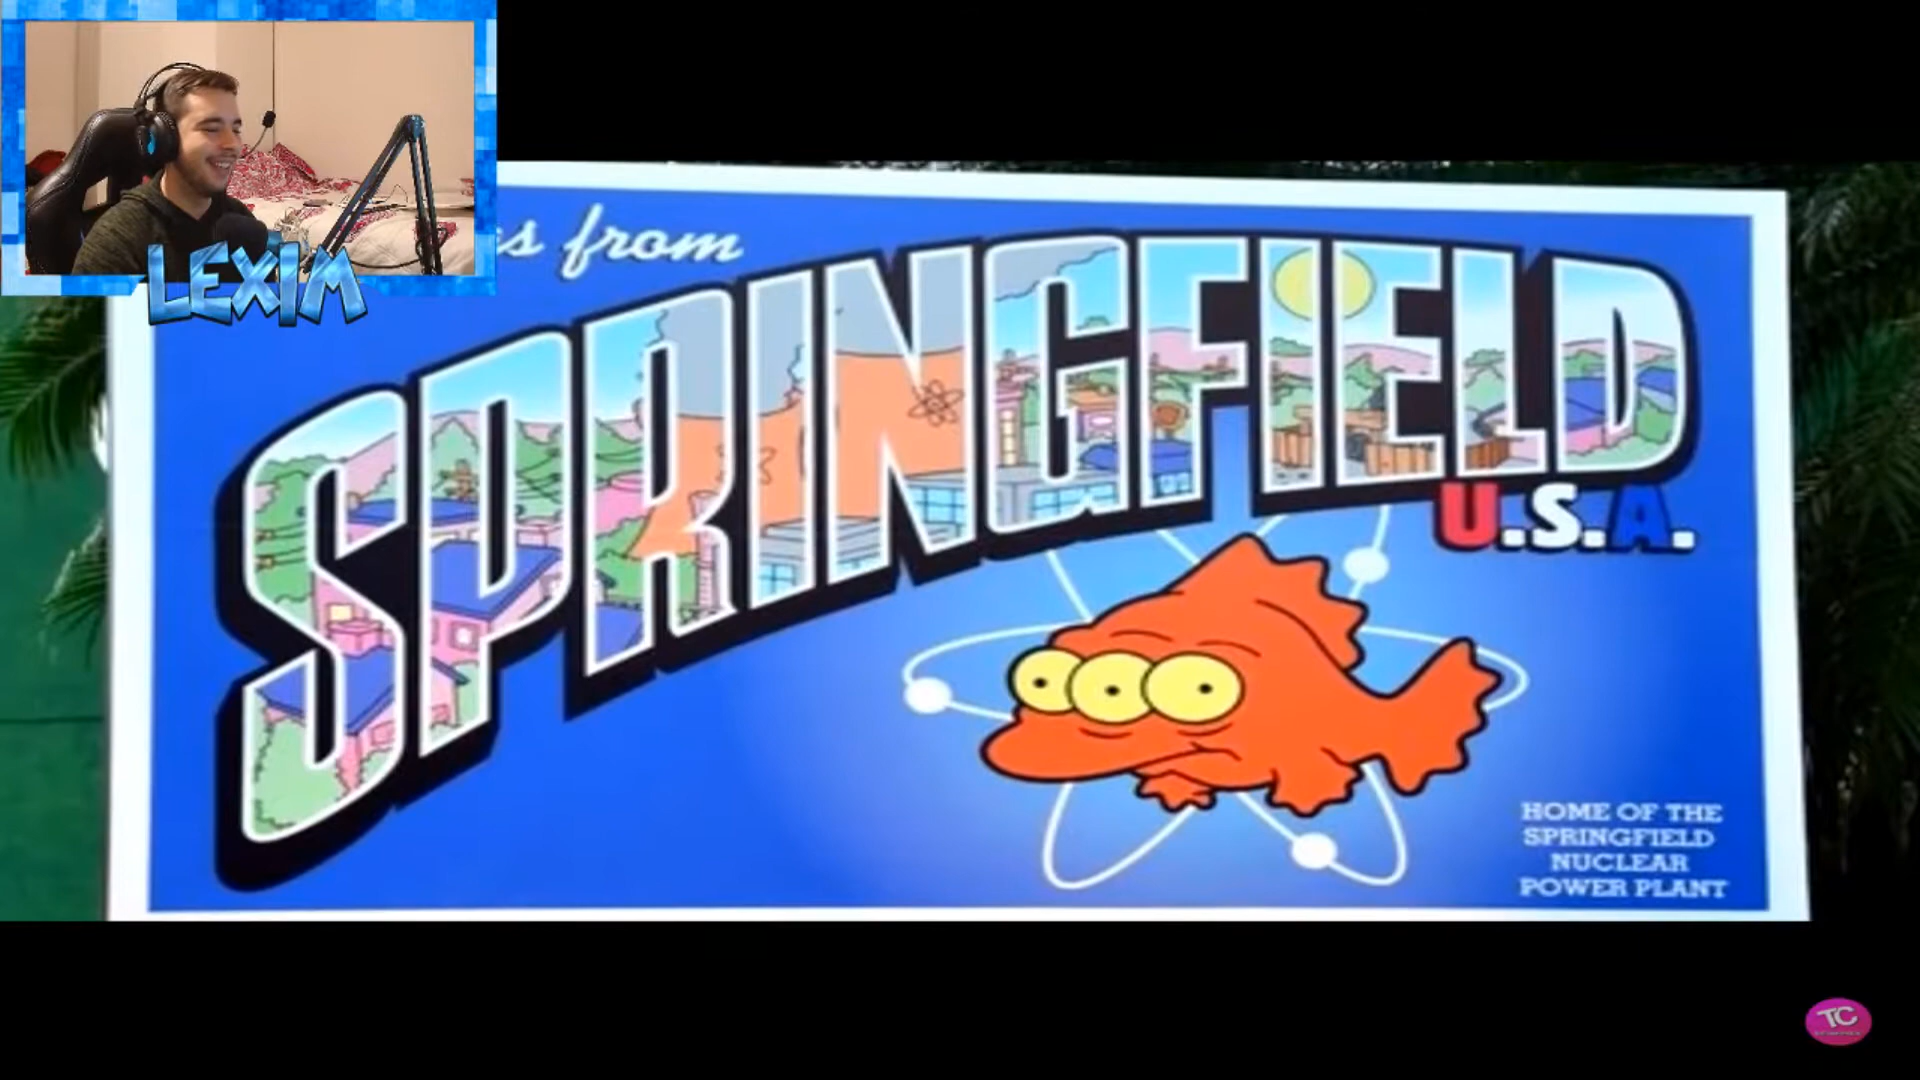 LEXIM
s from
SPRINGFIELD
U.S.A.
HOME OF THE
SPRINGFIELD
NUCLEAR
POWER PLANT
TC